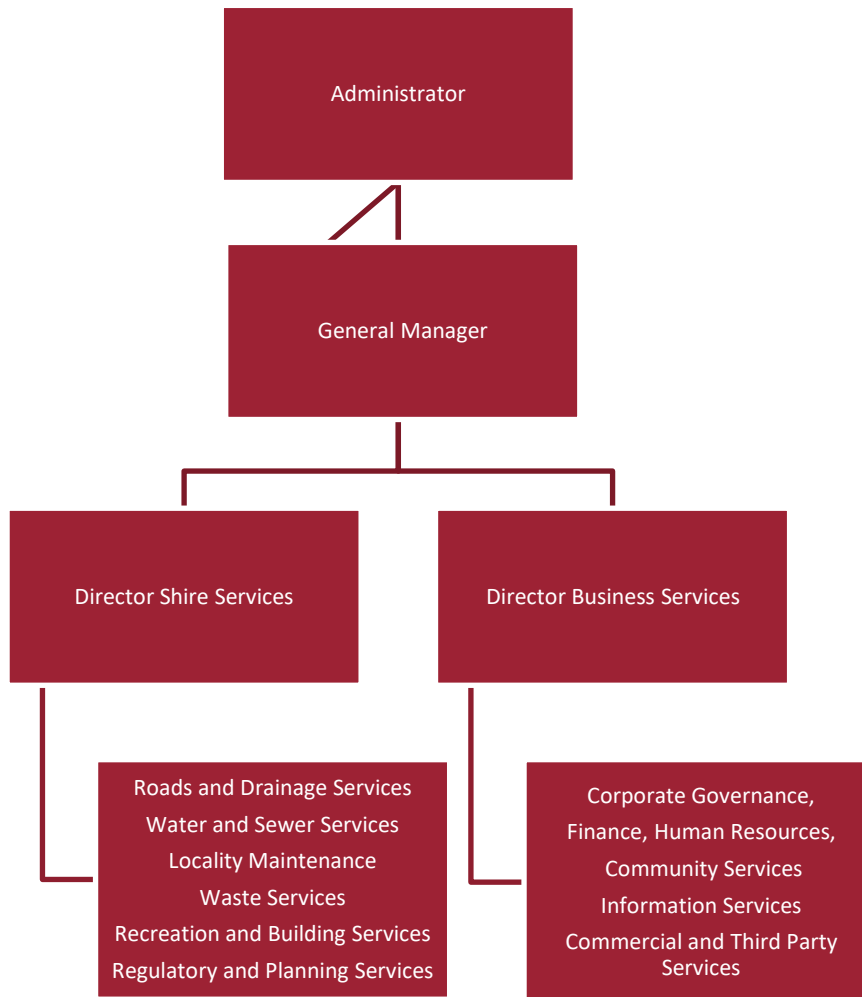 Administrator
General Manager
Director Shire Services
Director Business Services
Roads and Drainage Services
Water and Sewer Services
Locality Maintenance
Waste Services
Recreation and Building Services
Regulatory and Planning Services
Corporate Governance,
Finance, Human Resources,
Community Services
Information Services
Commercial and Third Party
Services